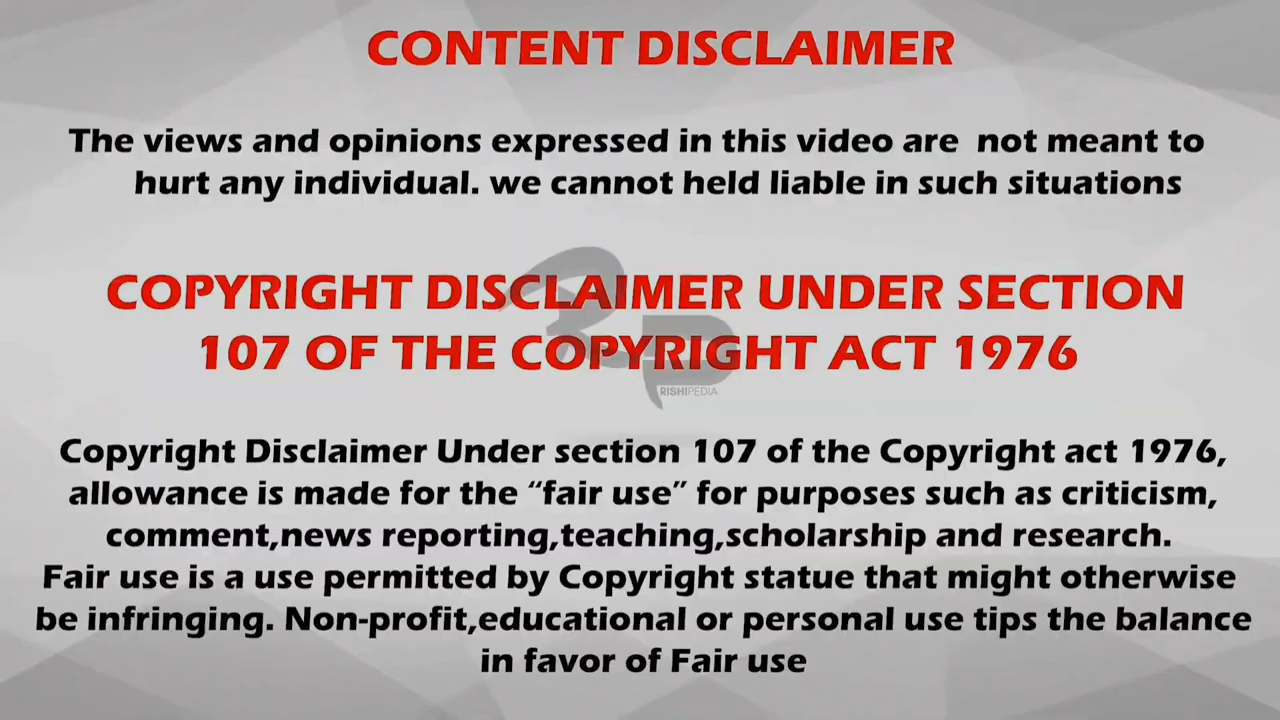 CONTENT DISCLAIMER
The views and opinions expressed in this video are not meant to
hurt any individual. we cannot held liable in such situations
COPYRIGHT DISCLAIMER UNDER SECTION
107 OF THE COPYRIGHT ACT 1976
RISHIPEDIA
Copyright Disclaimer Under section 107 of the Copyright act 1976,
allowance is made for the “fair use” for purposes such as criticism,
comment,news reporting,teaching,scholarship and research.
Fair use is a use permitted by Copyright statue that might otherwise
be infringing. Non-profit,educational or personal use tips the balance
in favor of Fair use